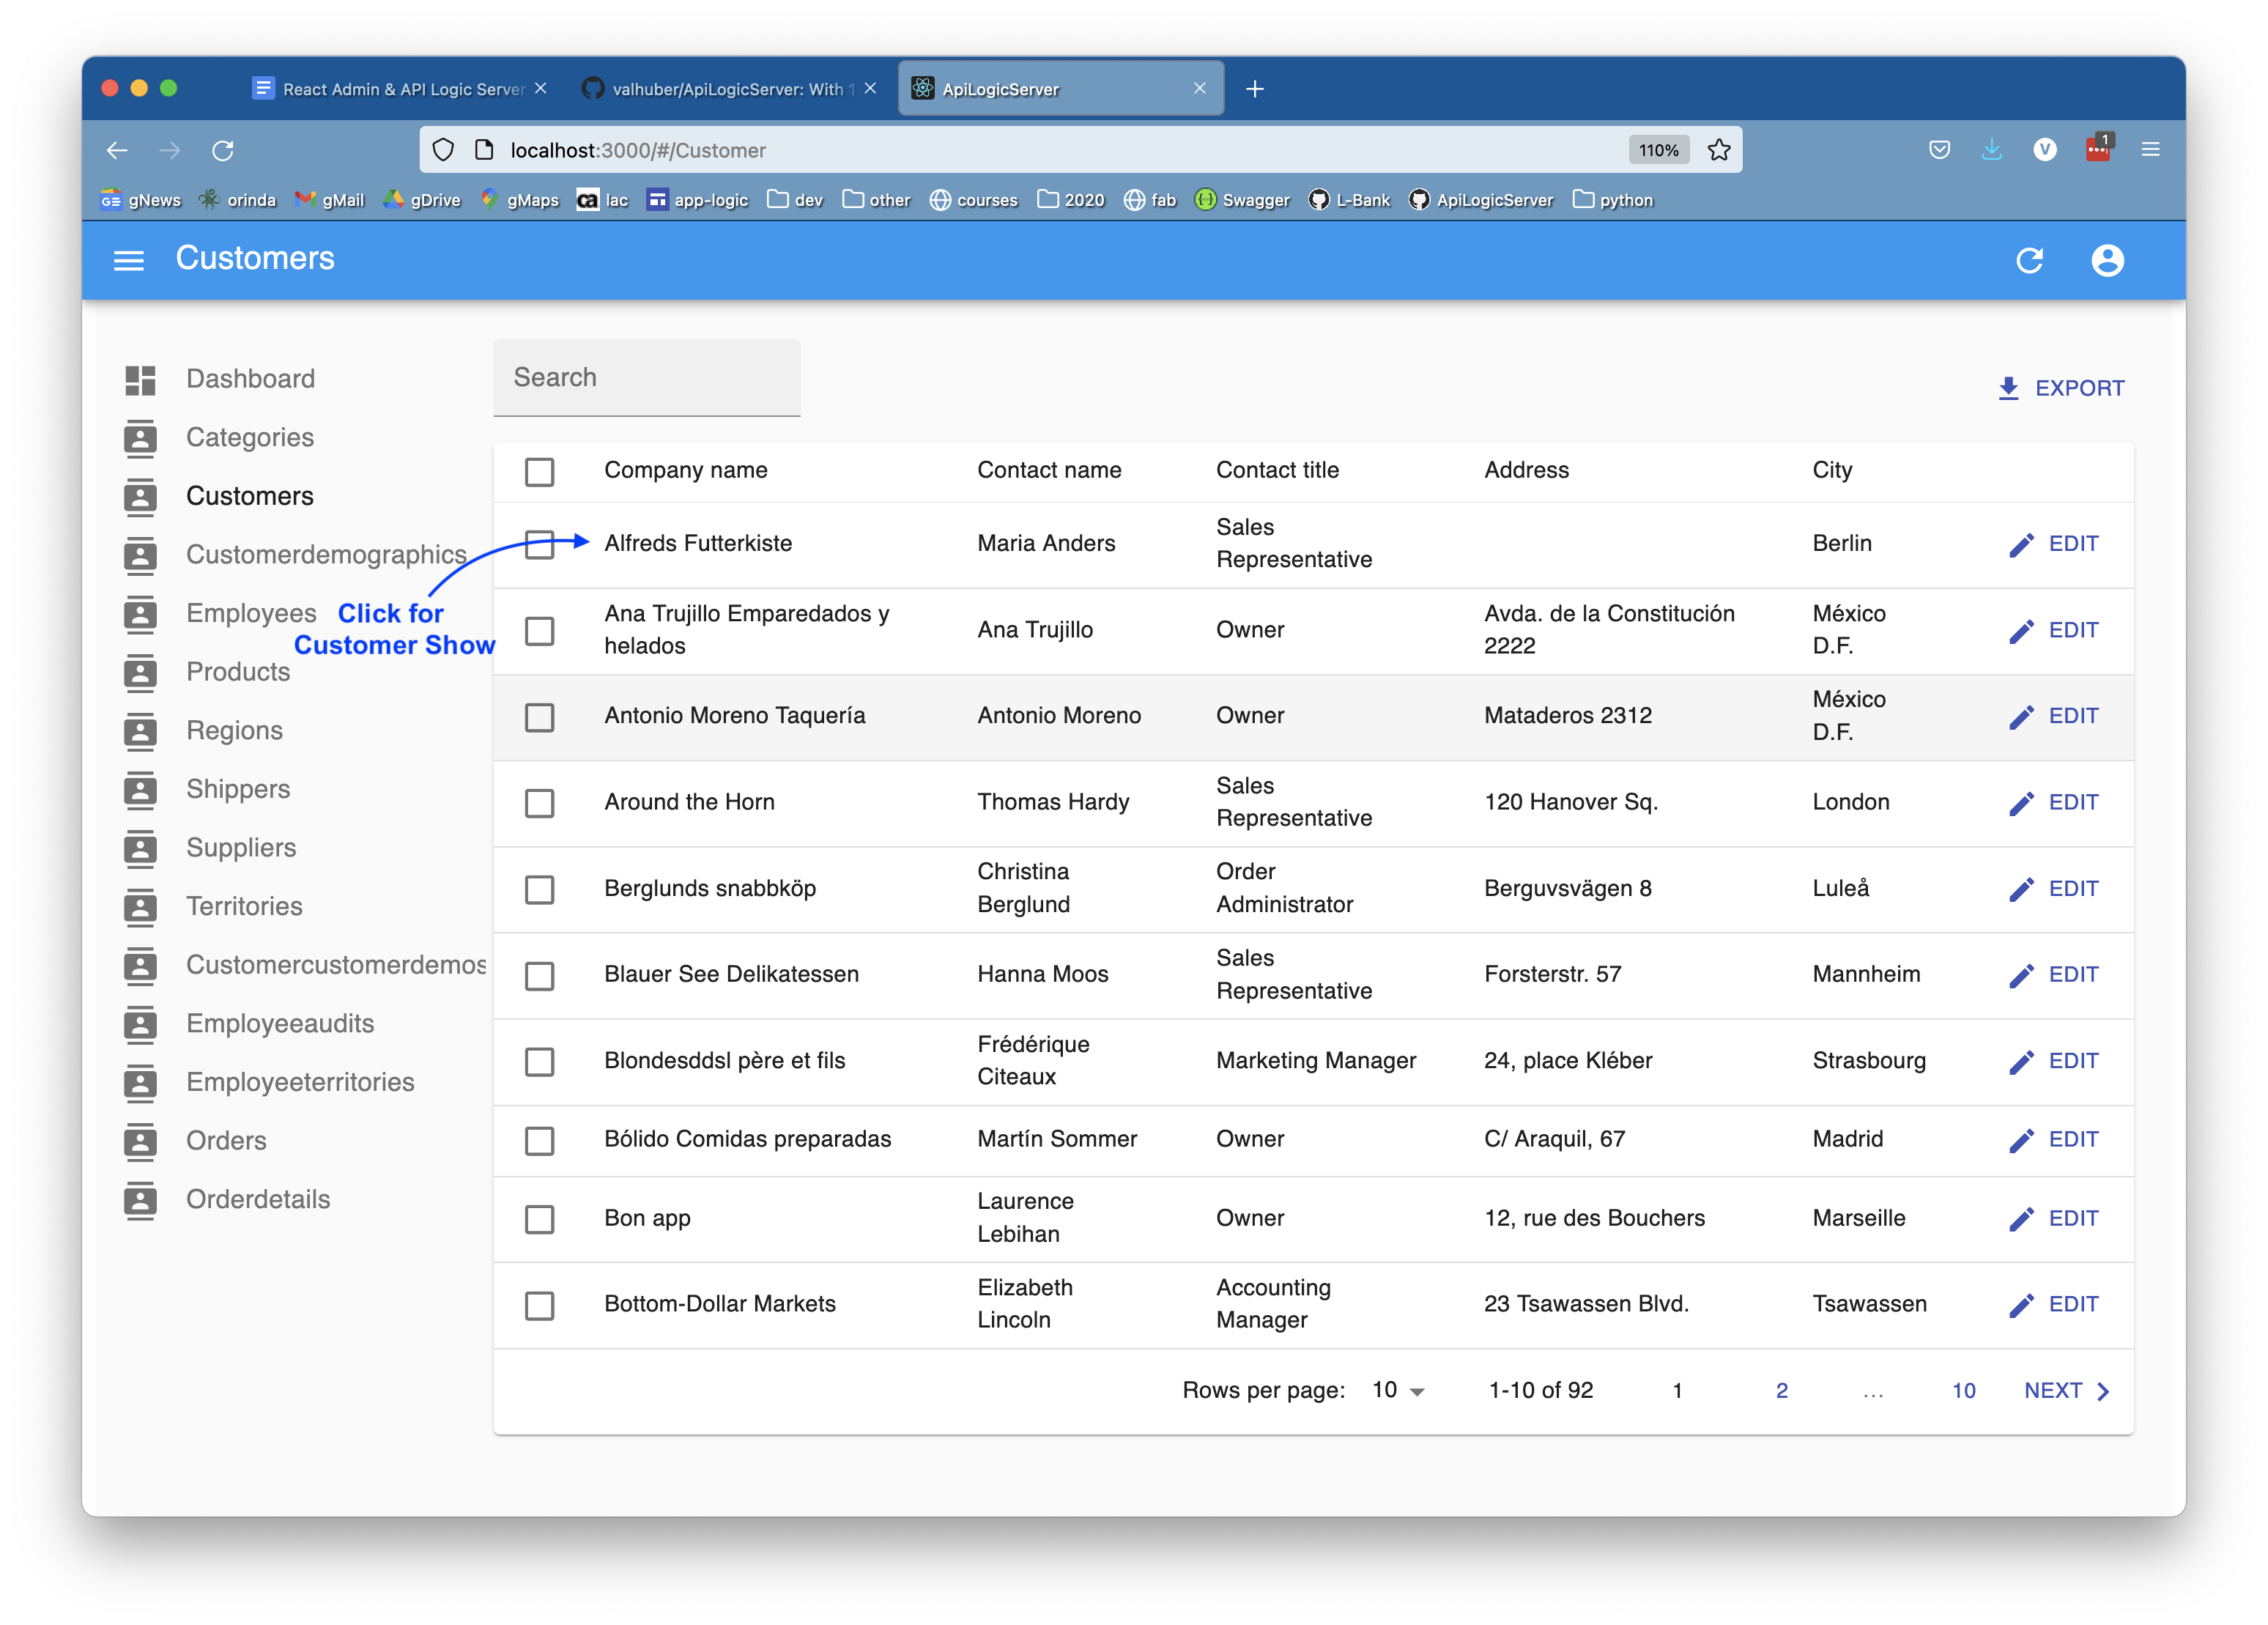 React Admin & API Logic Server
valhuber/ApiLogicServer: With 1
ApiLogicServer
localhost:3000/#/Customer
110%
V
1
GE gNews
orinda
gMail
gDrive
gMaps
ca lac
app-logic
dev
other
courses
2020
fab
Swagger
L-Bank
ApiLogicServer
python
Customers
Dashboard
Categories
Customers
Customerdemographics
Employees
Products
Regions
Shippers
Suppliers
Territories
Customercustomerdemos
Employeeaudits
Employeeterritories
Orders
Orderdetails
Click for
Customer Show
Search
EXPORT
Company name Contact name Contact title Address City
Alfreds Futterkiste Maria Anders Sales Representative Berlin EDIT
Ana Trujillo Emparedados y helados Ana Trujillo Owner Avda. de la Constitución 2222 México D.F. EDIT
Antonio Moreno Taquería Antonio Moreno Owner Mataderos 2312 México D.F. EDIT
Around the Horn Thomas Hardy Sales Representative 120 Hanover Sq. London EDIT
Berglunds snabbköp Christina Berglund Order Administrator Berguvsvägen 8 Luleå EDIT
Blauer See Delikatessen Hanna Moos Sales Representative Forsterstr. 57 Mannheim EDIT
Blondesddsl père et fils Frédérique Citeaux Marketing Manager 24, place Kléber Strasbourg EDIT
Bólido Comidas preparadas Martín Sommer Owner C/ Araquil, 67 Madrid EDIT
Bon app Laurence Lebihan Owner 12, rue des Bouchers Marseille EDIT
Bottom-Dollar Markets Elizabeth Lincoln Accounting Manager 23 Tsawassen Blvd. Tsawassen EDIT
Rows per page: 10 1-10 of 92 1 2 ... 10 NEXT